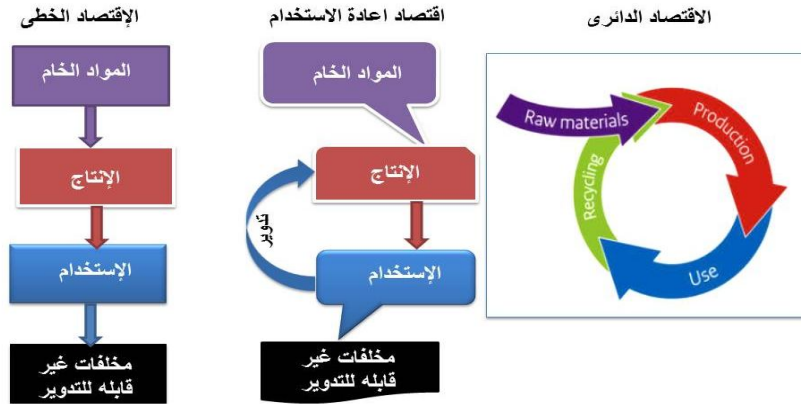 الإقتصاد الخطى
المواد الخام
الإنتاج
الإستخدام
مخلفات غير
قابله للتدوير
اقتصاد اعادة الاستخدام
المواد الخام
الإنتاج
تدوير
الإستخدام
مخلفات غير
قابله للتدوير
الاقتصاد الدائرى
Raw materials
Production
Recycling
Use